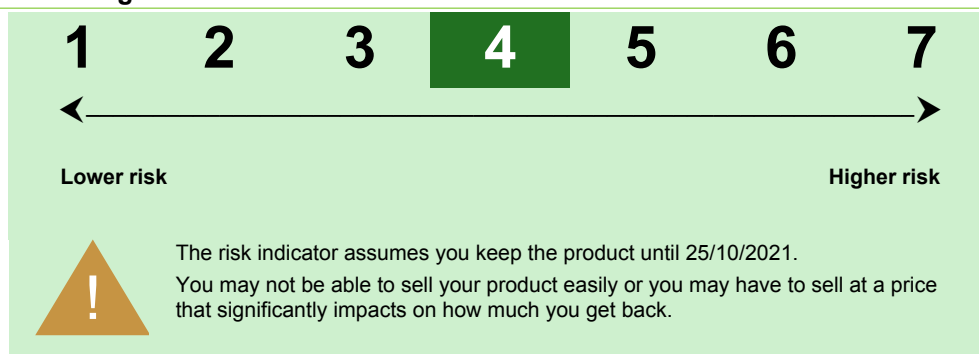 1 2 3 4 5 6 7
Lower risk Higher risk
!
The risk indicator assumes you keep the product until 25/10/2021.
You may not be able to sell your product easily or you may have to sell at a price
that significantly impacts on how much you get back.